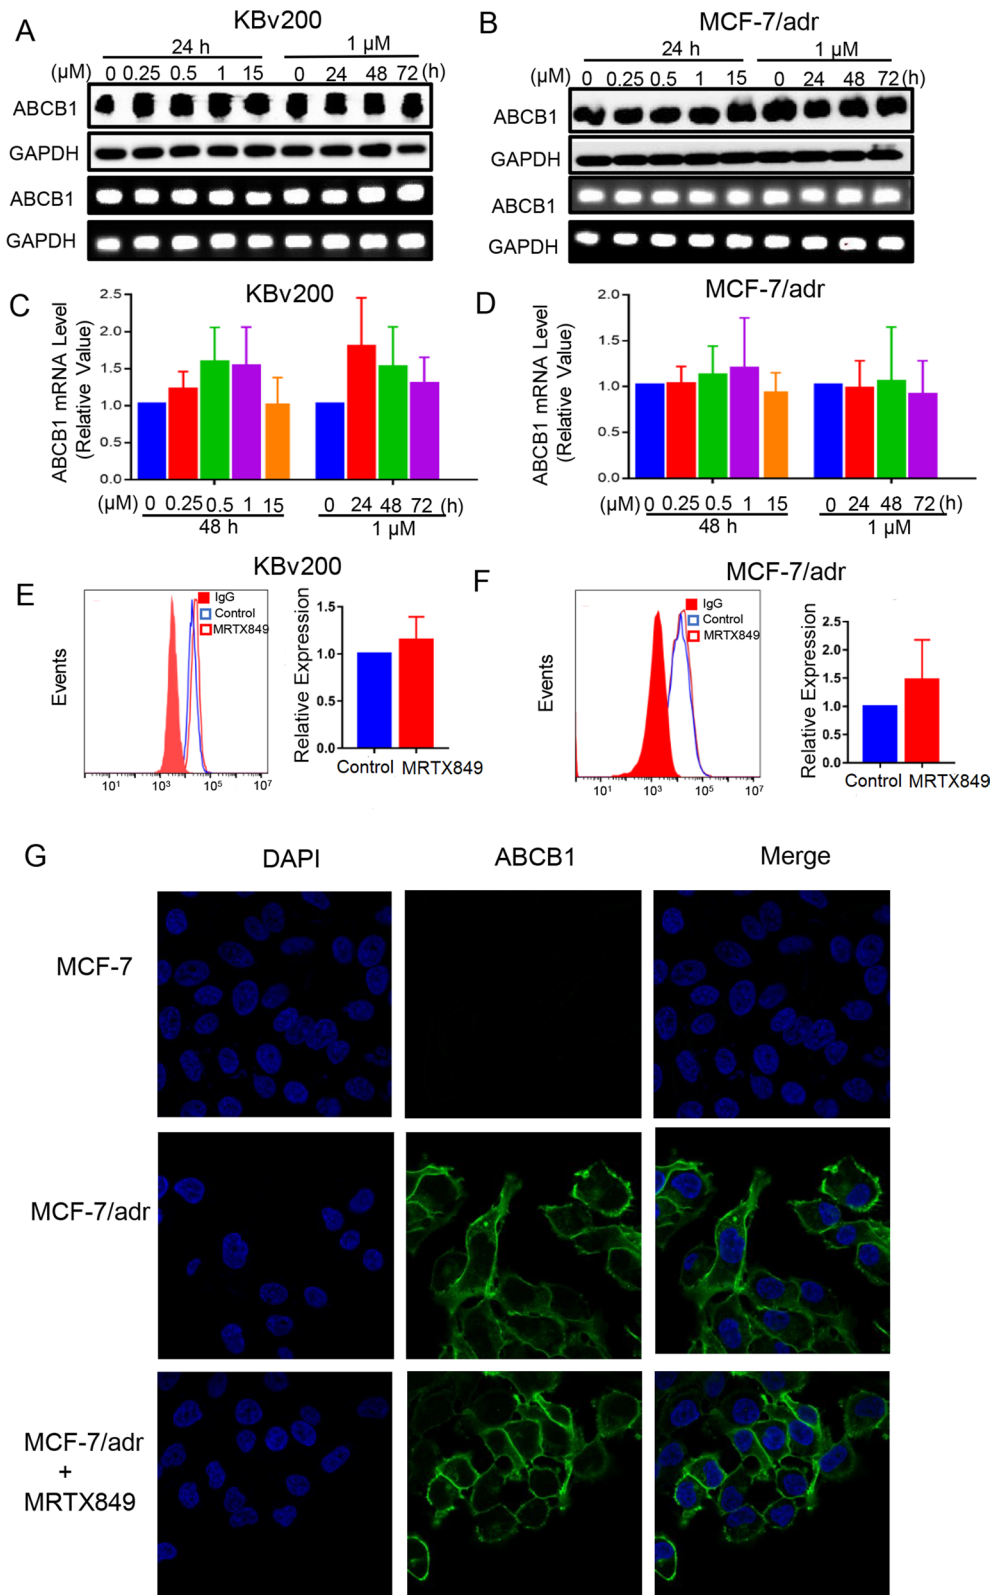 A
KBv200
24 h
1 µM
(µM) 0 0.25 0.5 1 15 0 24 48 72 (h)
ABCB1
GAPDH
ABCB1
GAPDH
B
MCF-7/adr
24 h
1 µM
(µM) 0 0.25 0.5 1 15 0 24 48 72 (h)
ABCB1
GAPDH
ABCB1
GAPDH
C
KBv200
ABCB1 mRNA Level
(Relative Value)
2.5
2.0
1.5
1.0
0.5
0.0
(µM) 0 0.25 0.5 1 15 0 24 48 72 (h)
48 h
1 µM
D
MCF-7/adr
ABCB1 mRNA Level
(Relative Value)
2.0
1.5
1.0
0.5
0.0
(µM) 0 0.25 0.5 1 15 0 24 48 72 (h)
48 h
1 µM
E
KBv200
Events
IgG
Control
MRTX849
10¹ 10³ 10⁵ 10⁷
Relative Expression
1.5
1.0
0.5
0.0
Control MRTX849
F
MCF-7/adr
Events
IgG
Control
MRTX849
10¹ 10³ 10⁵ 10⁷
Relative Expression
2.5
2.0
1.5
1.0
0.5
0.0
Control MRTX849
G
DAPI ABCB1 Merge
MCF-7
MCF-7/adr
MCF-7/adr
+
MRTX849